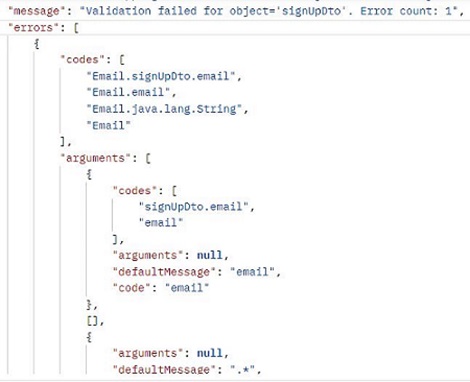 "message": "Validation failed for object='signUpDto'. Error count: 1",
"errors": [
{
"codes": [
"Email.signUpDto.email",
"Email.email",
"Email.java.lang.String",
"Email"
],
"arguments": [
{
"codes": [
"signUpDto.email",
"email"
],
"arguments": null,
"defaultMessage": "email",
"code": "email"
},
[],
{
"arguments": null,
"defaultMessage": ".*",